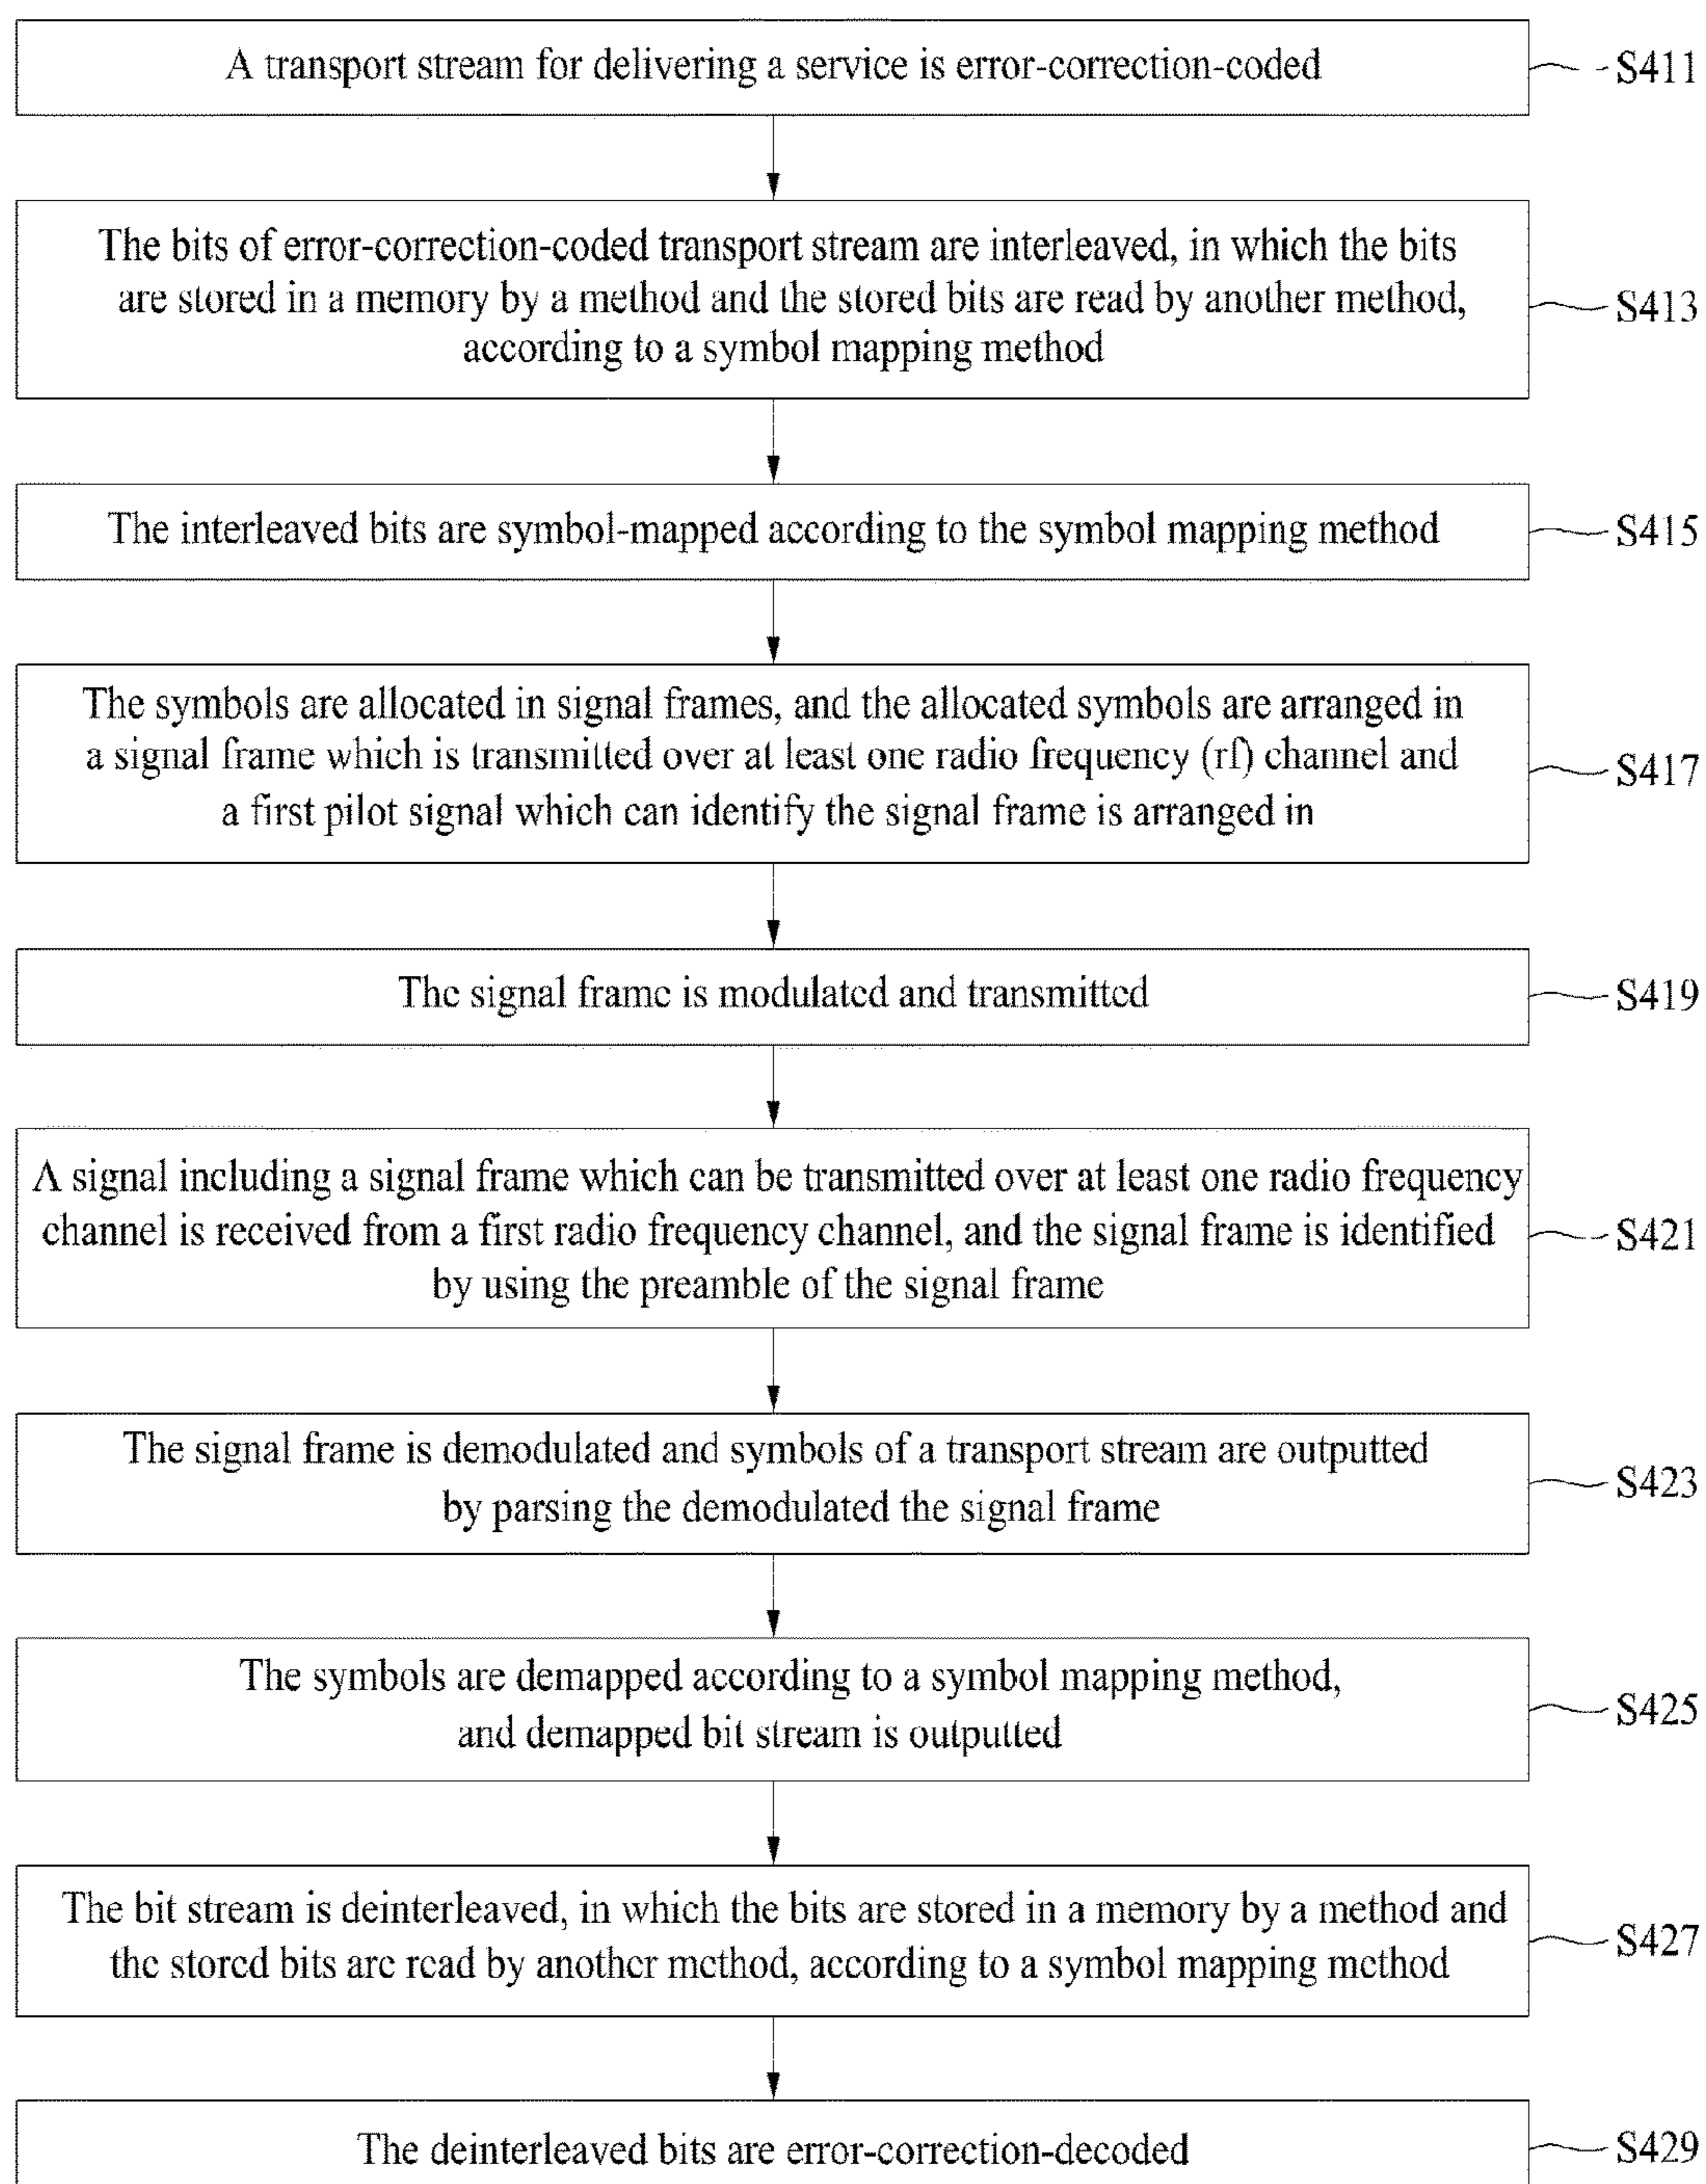 A transport stream for delivering a service is error-correction-coded
S411
The bits of error-correction-coded transport stream are interleaved, in which the bits
are stored in a memory by a method and the stored bits are read by another method,
according to a symbol mapping method
S413
The interleaved bits are symbol-mapped according to the symbol mapping method
S415
The symbols are allocated in signal frames, and the allocated symbols are arranged in
a signal frame which is transmitted over at least one radio frequency (rf) channel and
a first pilot signal which can identify the signal frame is arranged in
S417
The signal frame is modulated and transmitted
S419
A signal including a signal frame which can be transmitted over at least one radio frequency
channel is received from a first radio frequency channel, and the signal frame is identified
by using the preamble of the signal frame
S421
The signal frame is demodulated and symbols of a transport stream are outputted
by parsing the demodulated the signal frame
S423
The symbols are demapped according to a symbol mapping method,
and demapped bit stream is outputted
S425
The bit stream is deinterleaved, in which the bits are stored in a memory by a method and
the stored bits are read by another method, according to a symbol mapping method
S427
The deinterleaved bits are error-correction-decoded
S429